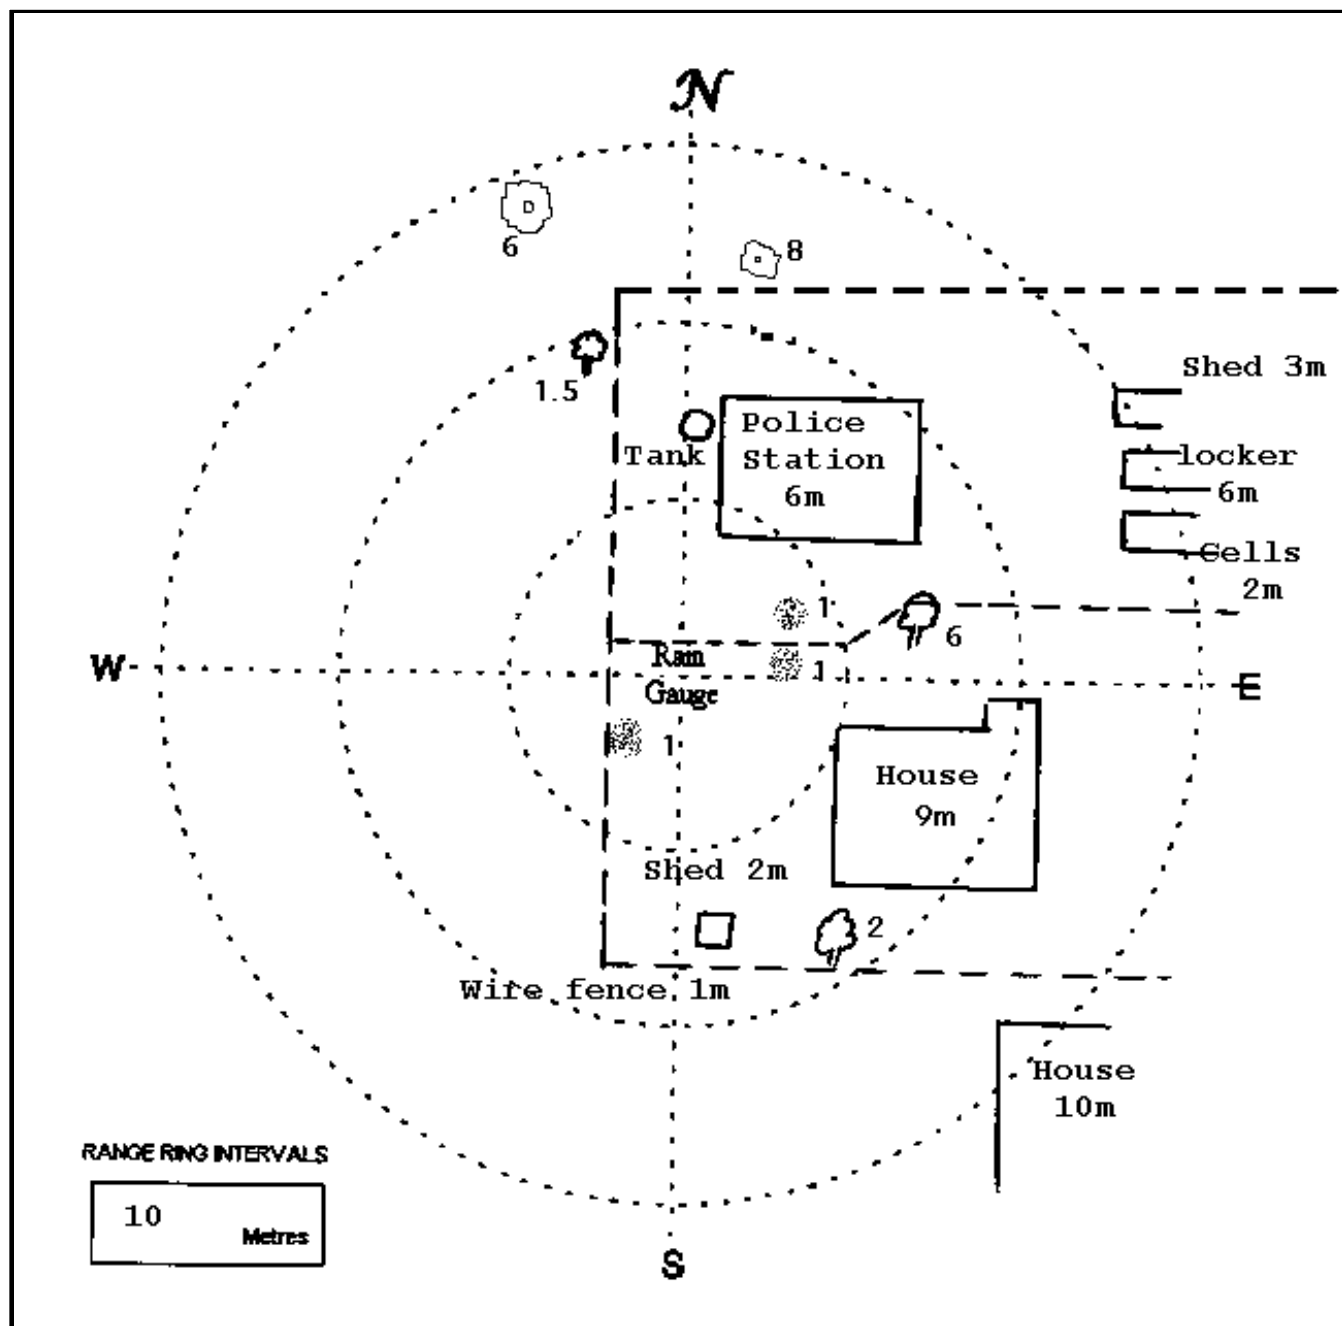 N
6
8
Shed 3m
1.5
Police
Station
6m
Tank
locker
6m
Cells
2m
1
6
W
Rain
Gauge
1
E
1
House
9m
Shed 2m
2
Wire fence 1m
House
10m
RANGE RING INTERVALS
10 Metres
S